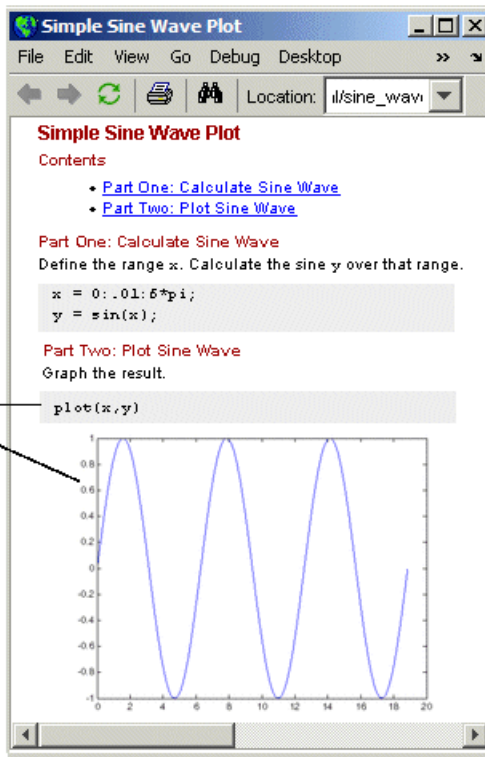 Simple Sine Wave Plot
File Edit View Go Debug Desktop »
Location: ıl/sine_wavı
Simple Sine Wave Plot
Contents
• Part One: Calculate Sine Wave
• Part Two: Plot Sine Wave
Part One: Calculate Sine Wave
Define the range x. Calculate the sine y over that range.
x = 0:.01:6*pi;
y = sin(x);
Part Two: Plot Sine Wave
Graph the result.
plot(x,y)
1
0.8
0.6
0.4
0.2
0
-0.2
-0.4
-0.6
-0.8
-1
0 2 4 6 8 10 12 14 16 18 20